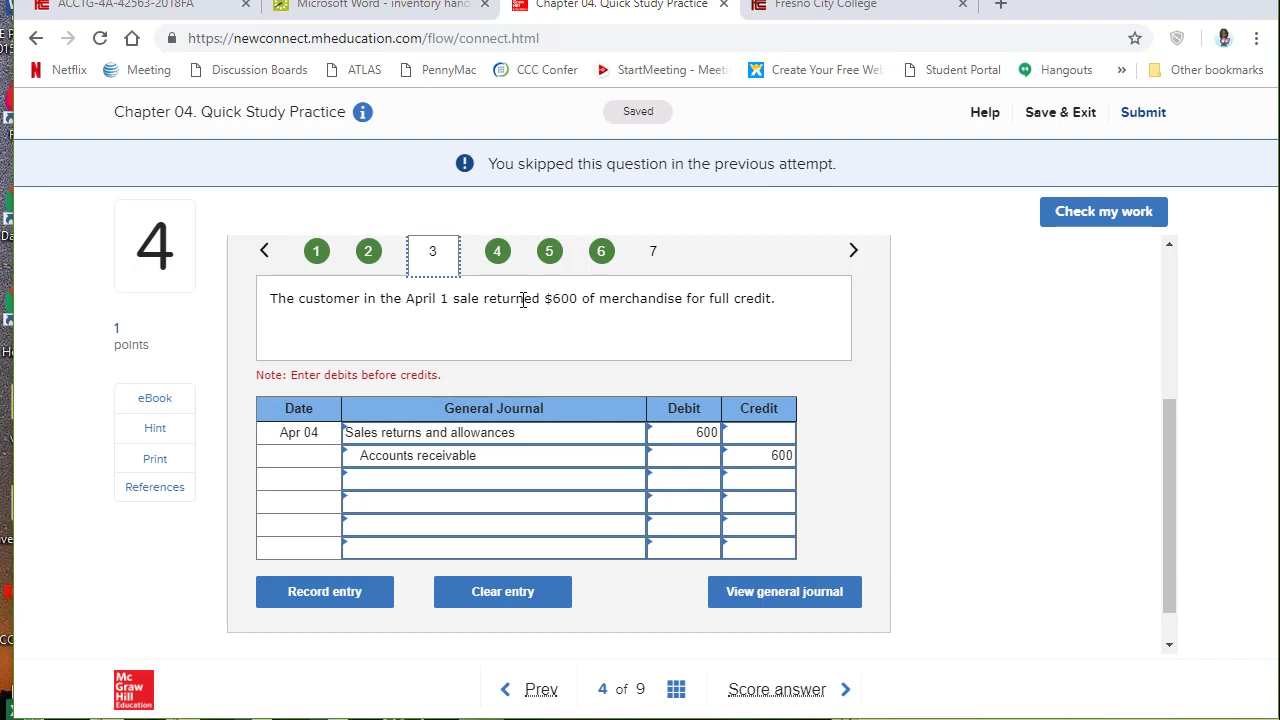 ACCTG-4A-42563-2018FA
Microsoft Word - inventory hand
Chapter 04. Quick Study Practice
Fresno City College
https://newconnect.mheducation.com/flow/connect.html
Netflix Meeting Discussion Boards ATLAS PennyMac CCC Confer StartMeeting - Meeti Create Your Free Web Student Portal Hangouts » Other bookmarks
Chapter 04. Quick Study Practice i Saved Help Save & Exit Submit
! You skipped this question in the previous attempt.
Check my work
4
1 2 3 4 5 6 7
The customer in the April 1 sale returned $600 of merchandise for full credit.
1
points
Note: Enter debits before credits.
eBook
Hint
Print
References
Date General Journal Debit Credit
Apr 04 Sales returns and allowances 600
Accounts receivable 600
Record entry Clear entry View general journal
Mc
Graw
Hill
Education
Prev 4 of 9 Score answer